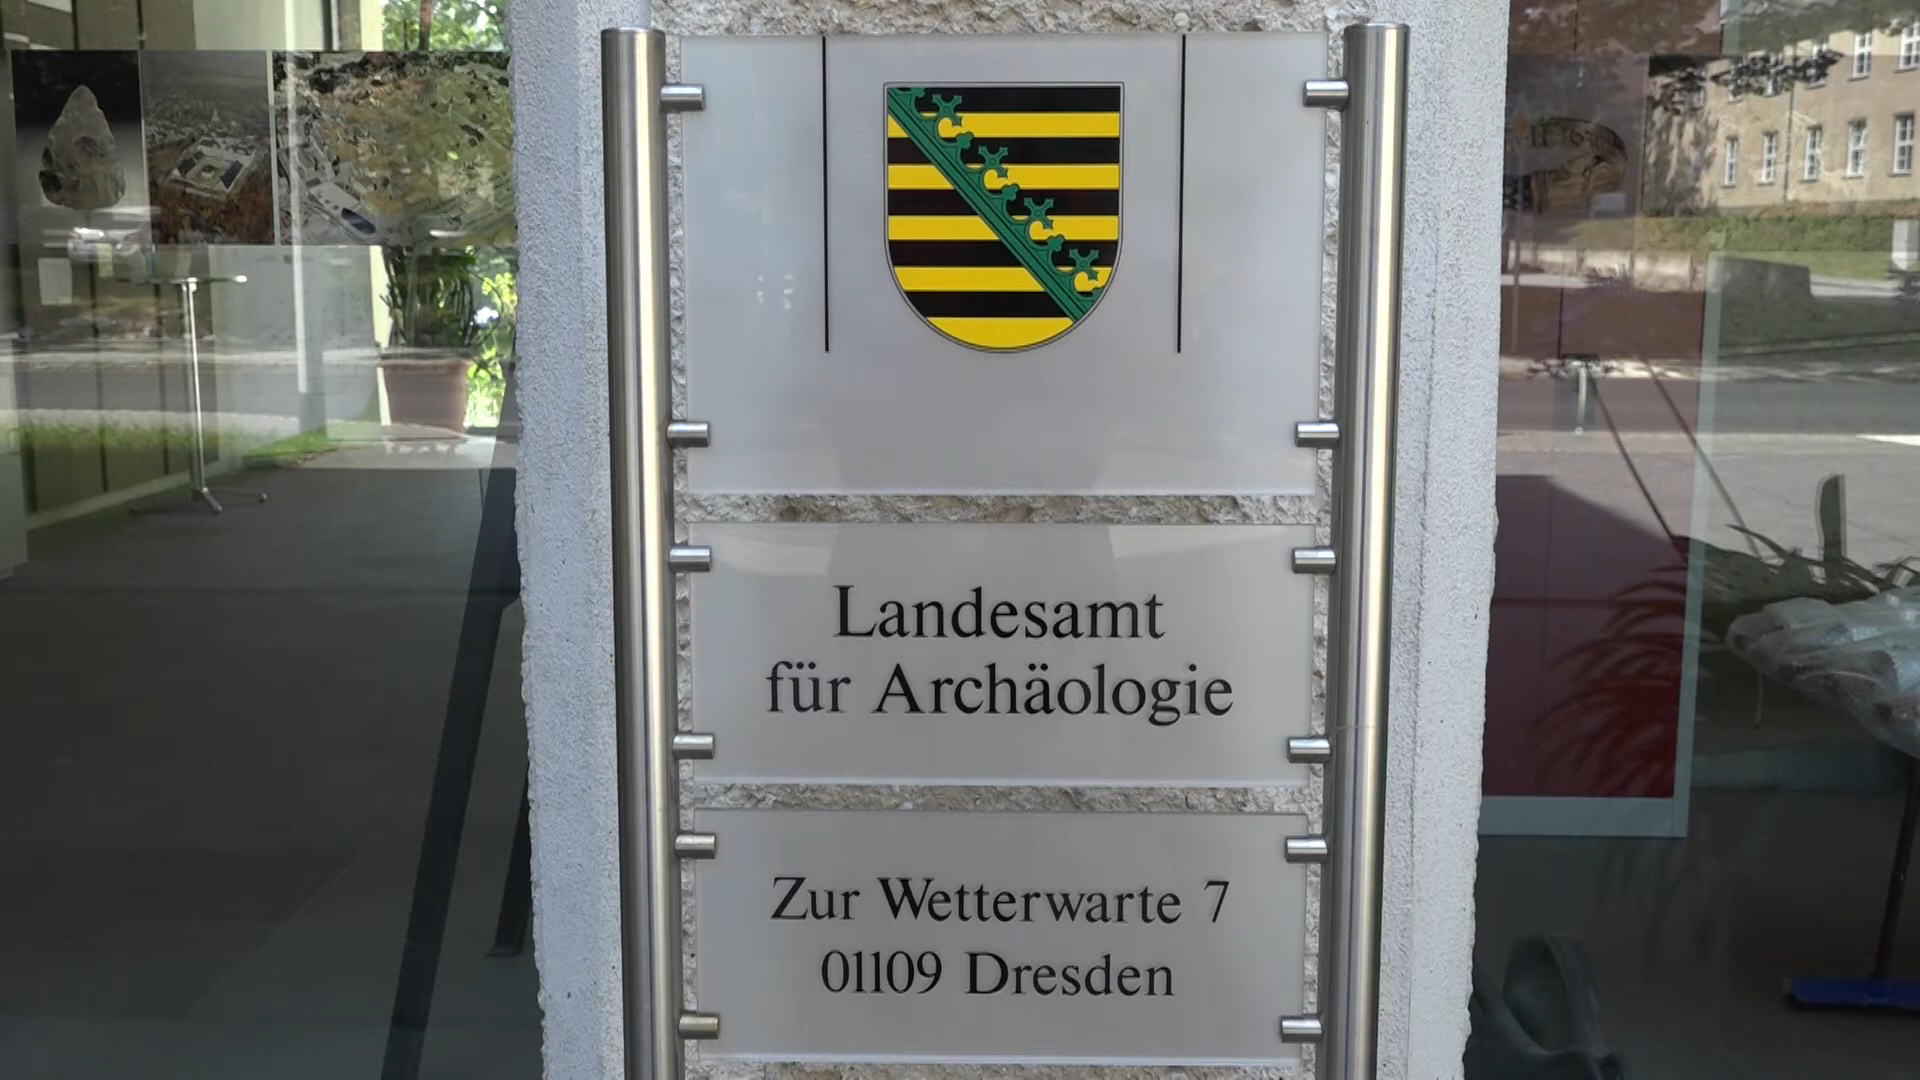 Landesamt
für Archäologie
Zur Wetterwarte 7
01109 Dresden